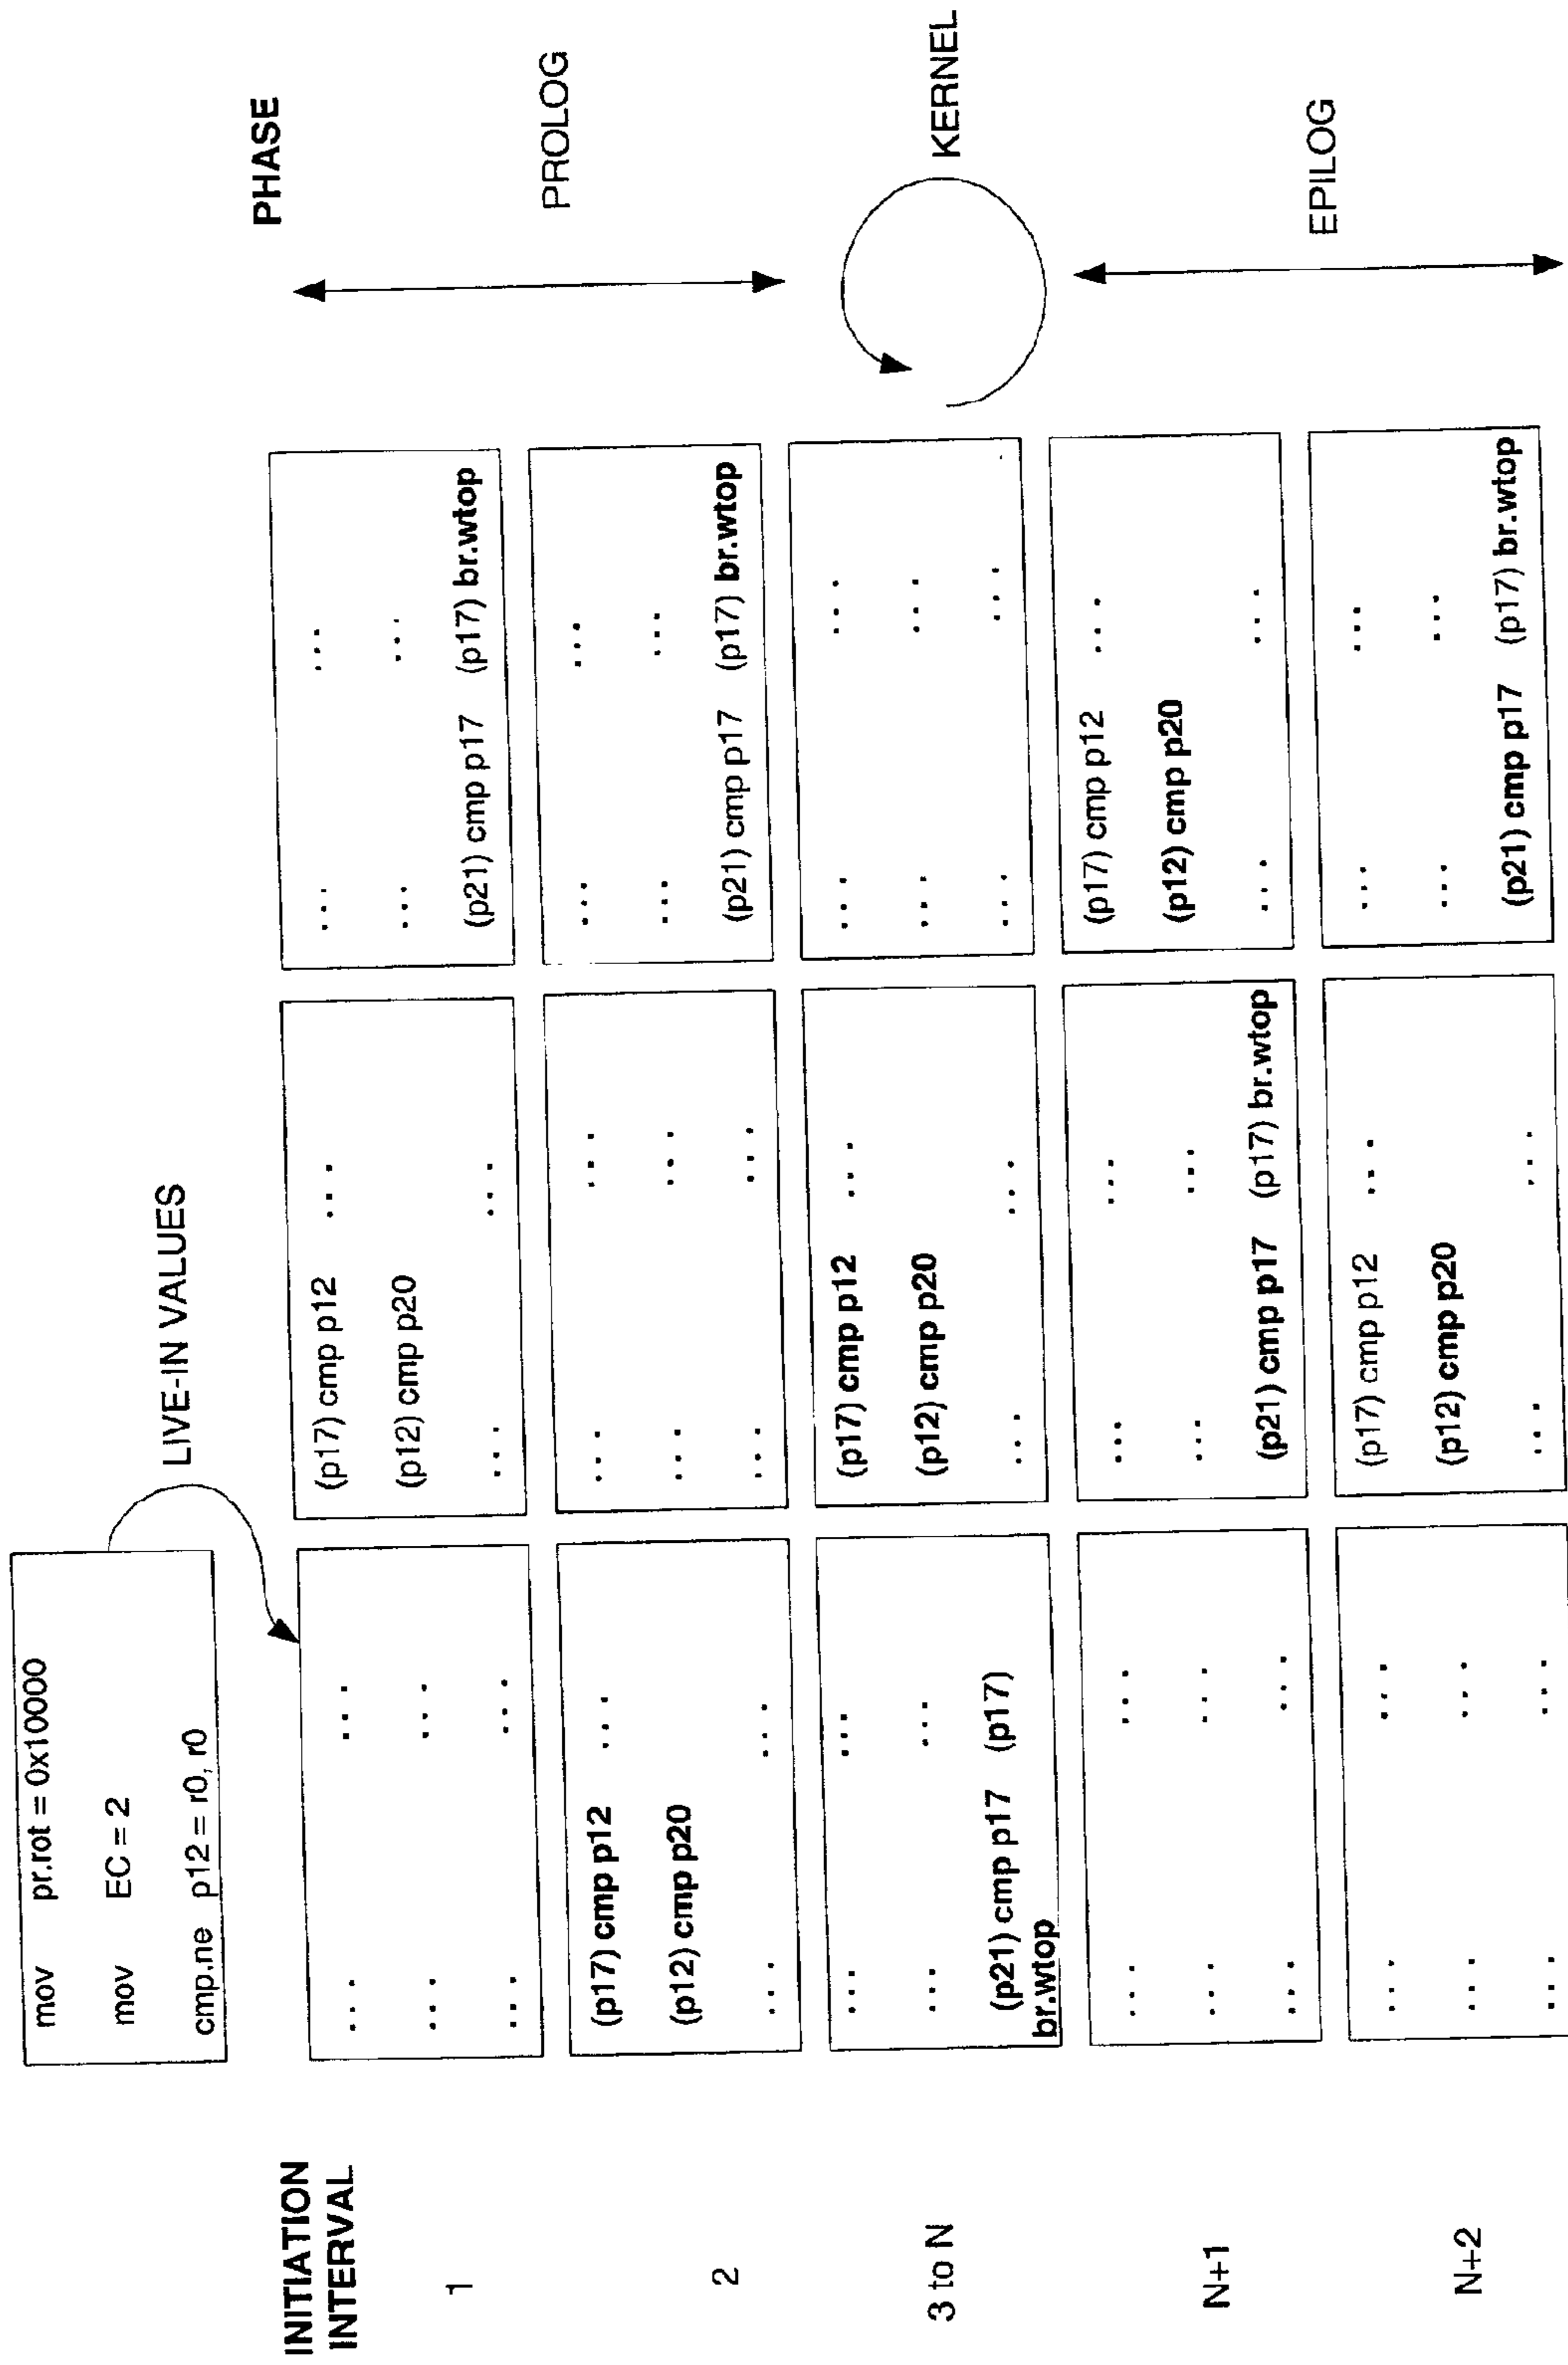 mov pr.rot = 0x10000
mov EC = 2
cmp.ne p12 = r0, r0
LIVE-IN VALUES
INITIATION
INTERVAL
PHASE
1
... ...
... ...
... ...
(p17) cmp p12 ...
(p12) cmp p20
... ...
... ...
... ...
(p21) cmp p17 (p17) br.wtop
PROLOG
2
(p17) cmp p12 ...
(p12) cmp p20
... ...
... ...
... ...
... ...
... ...
... ...
(p21) cmp p17 (p17) br.wtop
3 to N
... ...
... ...
(p21) cmp p17 (p17)
br.wtop
(p17) cmp p12 ...
(p12) cmp p20
... ...
... ...
... ...
... ...
KERNEL
N+1
... ...
... ...
... ...
... ...
... ...
(p21) cmp p17 (p17) br.wtop
(p17) cmp p12 ...
(p12) cmp p20
... ...
EPILOG
N+2
... ...
... ...
... ...
(p17) cmp p12 ...
(p12) cmp p20
... ...
... ...
... ...
(p21) cmp p17 (p17) br.wtop